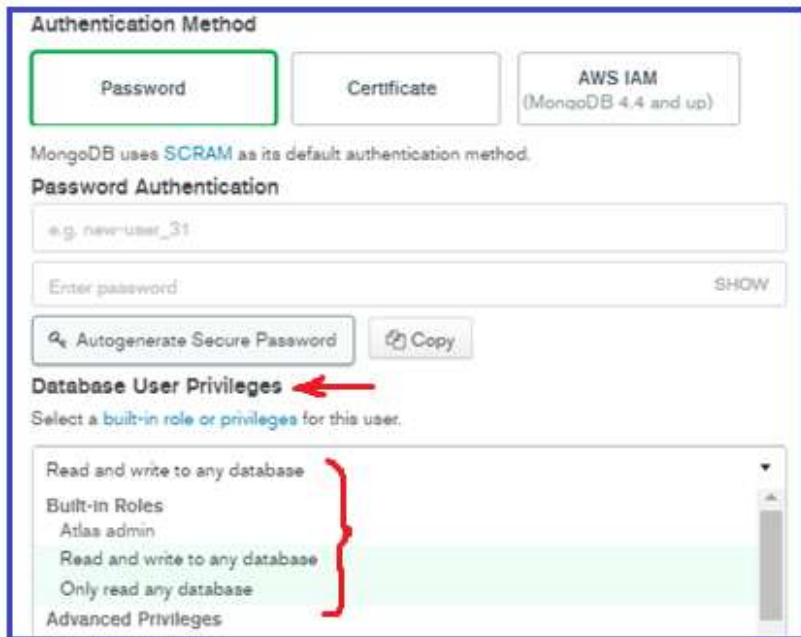 Authentication Method
Password
Certificate
AWS IAM
(MongoDB 4.4 and up)
MongoDB uses SCRAM as its default authentication method.
Password Authentication
e.g. new-user_31
Enter password
SHOW
Autogenerate Secure Password
Copy
Database User Privileges
Select a built-in role or privileges for this user.
Read and write to any database
Built-in Roles
Atlas admin
Read and write to any database
Only read any database
Advanced Privileges